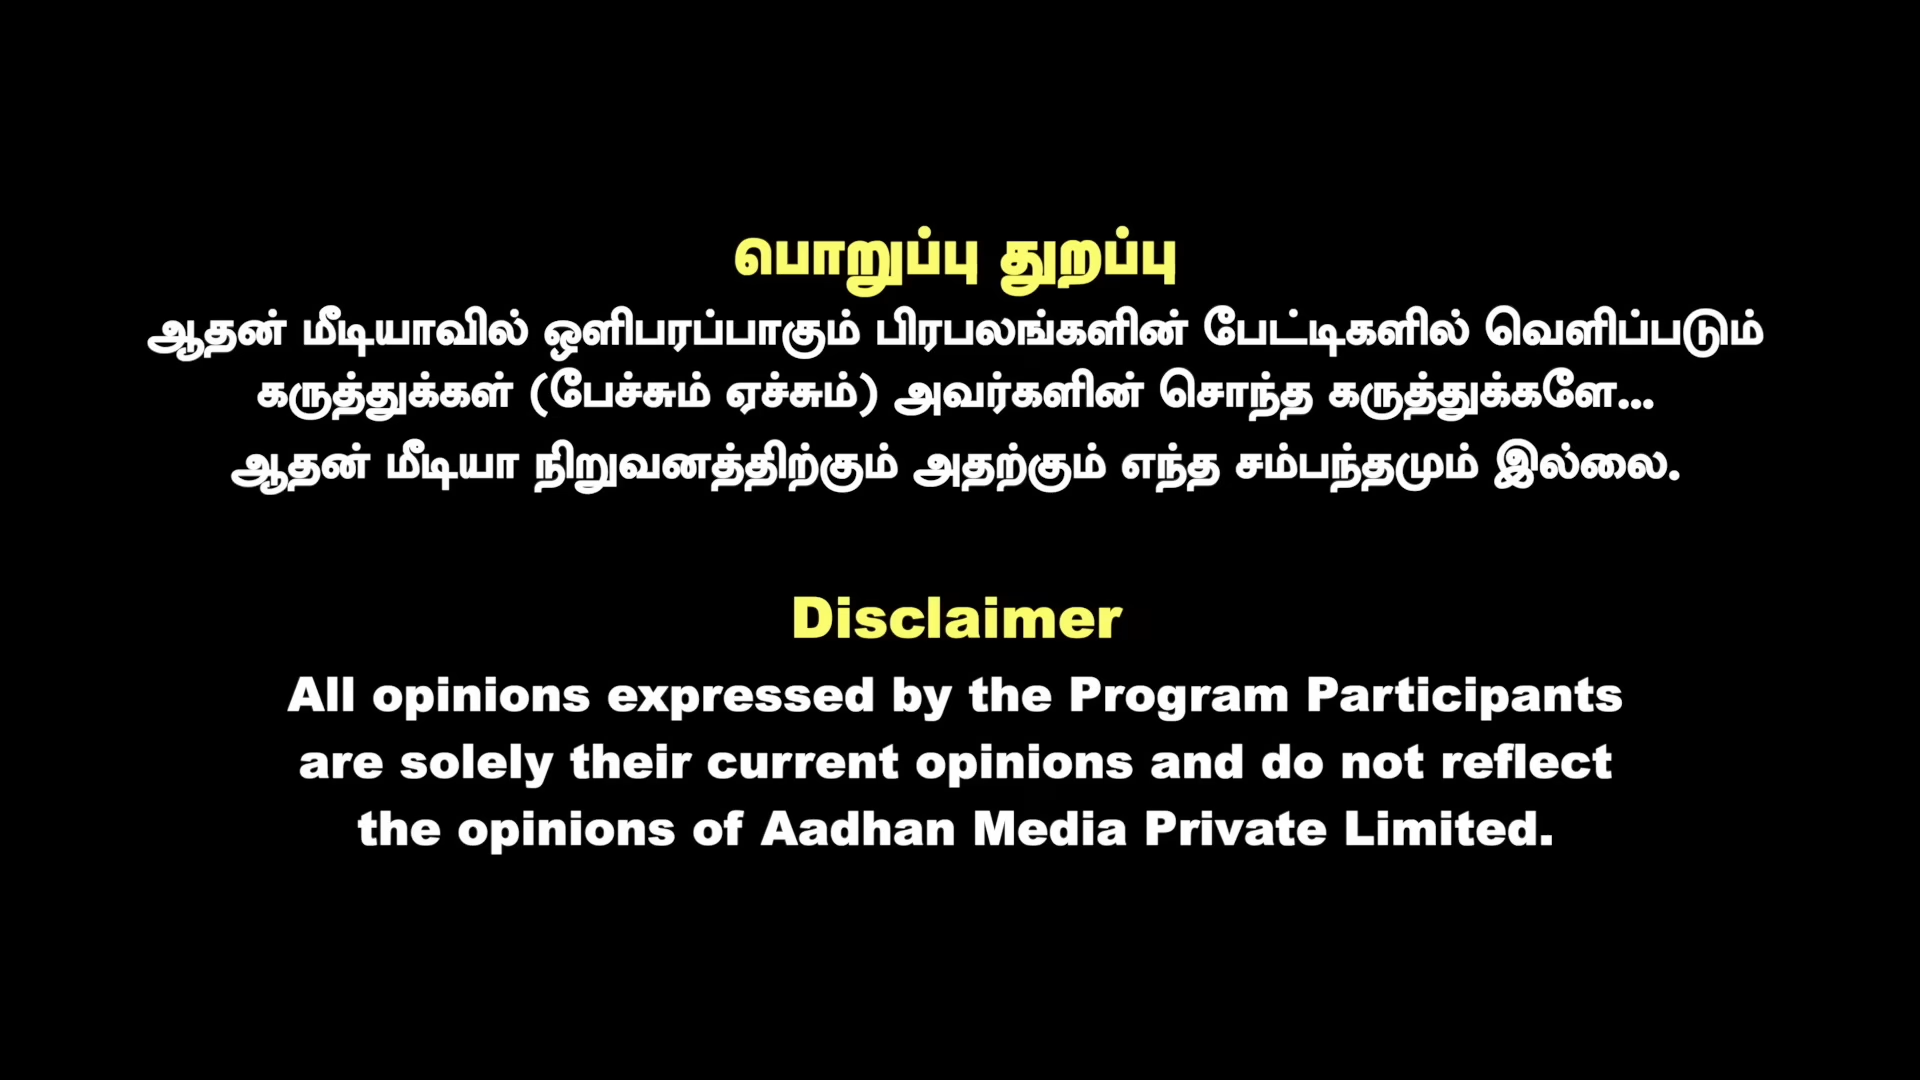 பொறுப்பு துறப்பு
ஆதன் மீடியாவில் ஒளிபரப்பாகும் பிரபலங்களின் பேட்டிகளில் வெளிப்படும்
கருத்துக்கள் (பேச்சும் ஏச்சும்) அவர்களின் சொந்த கருத்துக்களே...
ஆதன் மீடியா நிறுவனத்திற்கும் அதற்கும் எந்த சம்பந்தமும் இல்லை.
Disclaimer
All opinions expressed by the Program Participants
are solely their current opinions and do not reflect
the opinions of Aadhan Media Private Limited.